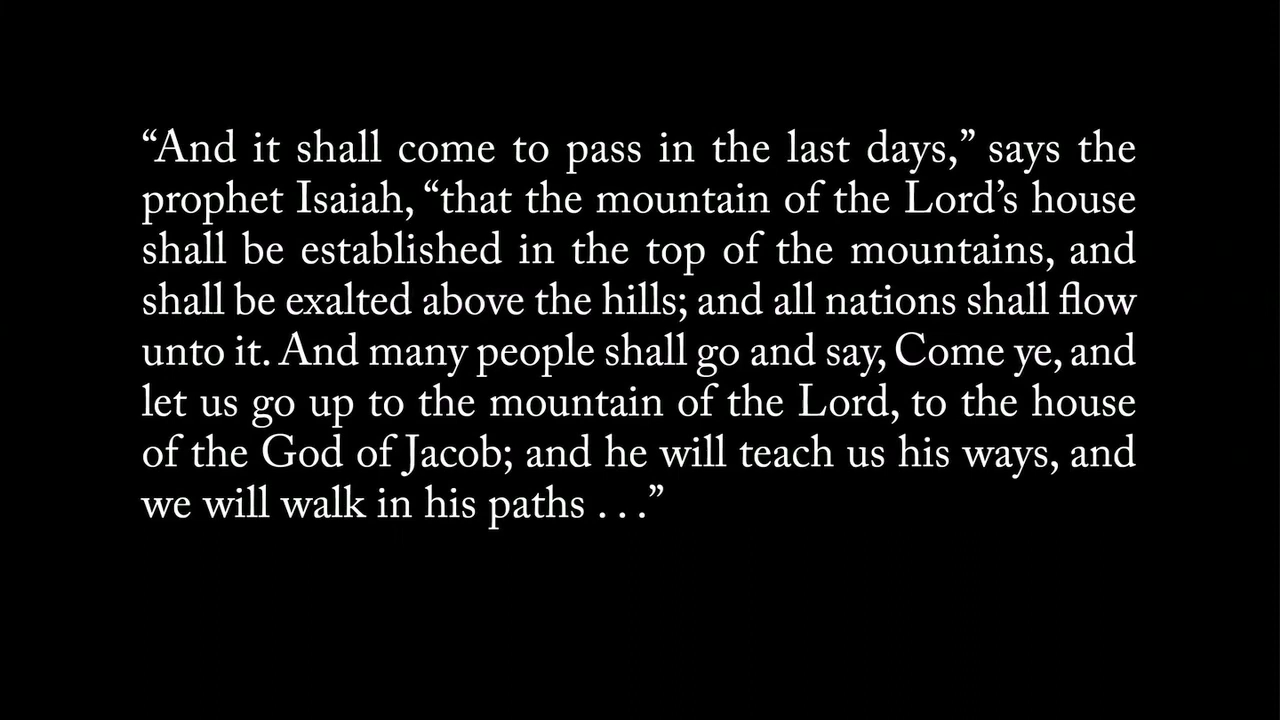 “And it shall come to pass in the last days,” says the
prophet Isaiah, “that the mountain of the Lord’s house
shall be established in the top of the mountains, and
shall be exalted above the hills; and all nations shall flow
unto it. And many people shall go and say, Come ye, and
let us go up to the mountain of the Lord, to the house
of the God of Jacob; and he will teach us his ways, and
we will walk in his paths . . .”